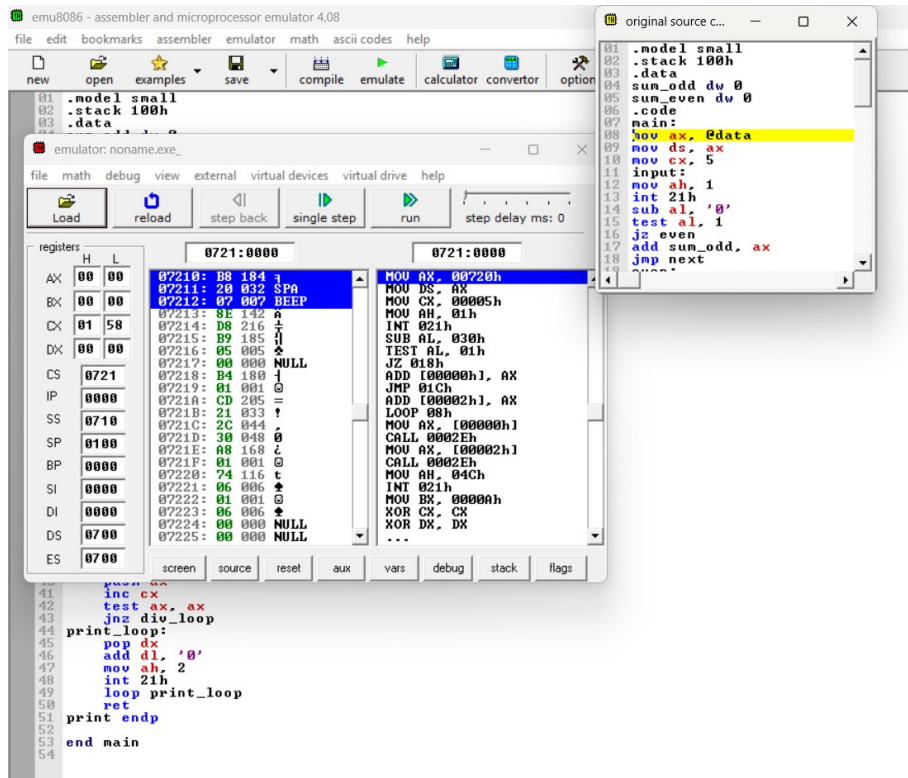 emu8086 - assembler and microprocessor emulator 4.08
file edit bookmarks assembler emulator math ascii codes help
new open examples save compile emulate calculator convertor option
01 .model small
02 .stack 100h
03 .data
original source c...
01 .model small
02 .stack 100h
03 .data
04 sum_odd dw 0
05 sum_even dw 0
06 .code
07 main:
08 mov ax, @data
09 mov ds, ax
10 mov cx, 5
11 input:
12 mov ah, 1
13 int 21h
14 sub al, '0'
15 test al, 1
16 jz even
17 add sum_odd, ax
18 jmp next
emulator: noname.exe_
file math debug view external virtual devices virtual drive help
Load reload step back single step run step delay ms: 0
registers
H L
AX 00 00
BX 00 00
CX 01 58
DX 00 00
CS 0721
IP 0000
SS 0710
SP 0100
BP 0000
SI 0000
DI 0000
DS 0700
ES 0700
0721:0000
07210: B8 184 ╕
07211: 20 032 SPA
07212: 07 007 BEEP
07213: 8E 142 Ä
07214: D8 216 ╪
07215: B9 185 ╣
07216: 05 005 ♣
07217: 00 000 NULL
07218: B4 180 ┤
07219: 01 001 ☺
0721A: CD 205 =
0721B: 21 033 !
0721C: 2C 044 ,
0721D: 30 048 0
0721E: A8 168 ¿
0721F: 01 001 ☺
07220: 74 116 t
07221: 06 006 ♠
07222: 01 001 ☺
07223: 06 006 ♠
07224: 00 000 NULL
07225: 00 000 NULL
0721:0000
MOV AX, 00720h
MOV DS, AX
MOV CX, 00005h
MOV AH, 01h
INT 021h
SUB AL, 030h
TEST AL, 01h
JZ 018h
ADD [00000h], AX
JMP 01Ch
ADD [00002h], AX
LOOP 08h
MOV AX, [00000h]
CALL 0002Eh
MOV AX, [00002h]
CALL 0002Eh
MOV AH, 04Ch
INT 021h
MOV BX, 0000Ah
XOR CX, CX
XOR DX, DX
...
screen source reset aux vars debug stack flags
41 inc cx
42 test ax, ax
43 jnz div_loop
44 print_loop:
45 pop dx
46 add dl, '0'
47 mov ah, 2
48 int 21h
49 loop print_loop
50 ret
51 print endp
52
53 end main
54